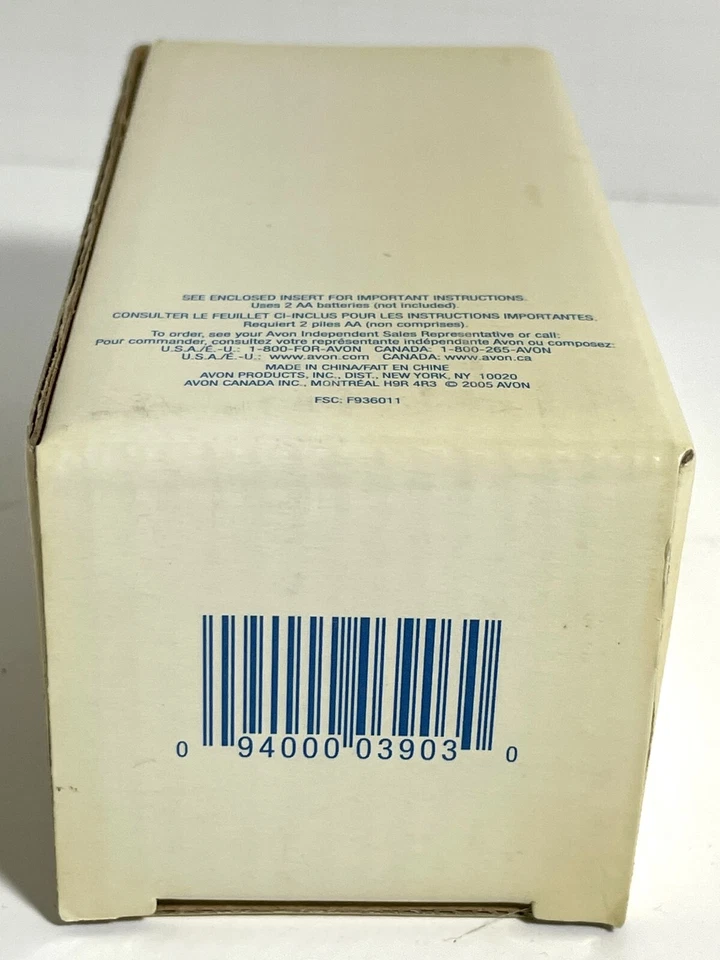 SEE ENCLOSED INSERT FOR IMPORTANT INSTRUCTIONS.
Uses 2 AA batteries (not included).
CONSULTER LE FEUILLET CI-INCLUS POUR LES INSTRUCTIONS IMPORTANTES.
Requiert 2 piles AA (non comprises).
To order, see your Avon Independent Sales Representative or call:
Pour commander, consultez votre représentante indépendante Avon ou composez:
U.S.A./É.-U.: 1-800-FOR-AVON CANADA: 1-800-265-AVON
U.S.A./É.-U.: www.avon.com CANADA: www.avon.ca
MADE IN CHINA/FAIT EN CHINE
AVON PRODUCTS, INC., DIST., NEW YORK, NY 10020
AVON CANADA INC., MONTRÉAL H9R 4R3 © 2005 AVON
FSC: F936011
0 94000 03903 0